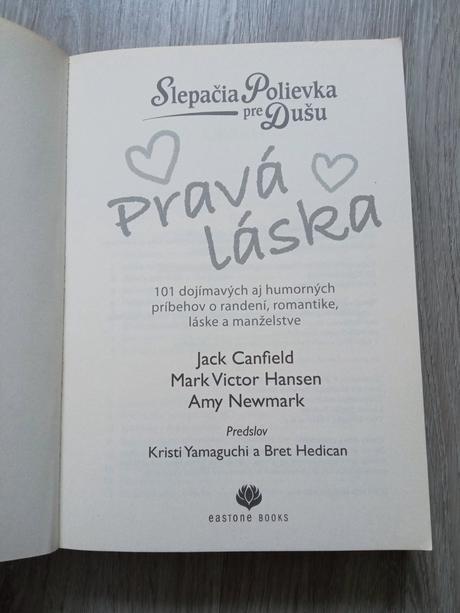 Slepačia Polievka
pre Dušu
Pravá
láska
101 dojímavých aj humorných
príbehov o randení, romantike,
láske a manželstve
Jack Canfield
Mark Victor Hansen
Amy Newmark
Predslov
Kristi Yamaguchi a Bret Hedican
eastone BOOKS